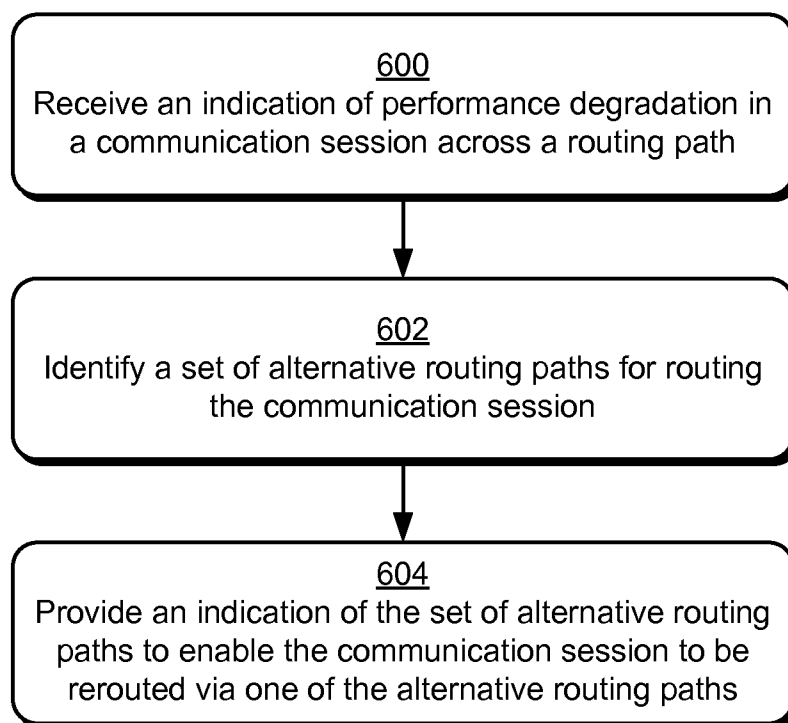 600
Receive an indication of performance degradation in
a communication session across a routing path
602
Identify a set of alternative routing paths for routing
the communication session
604
Provide an indication of the set of alternative routing
paths to enable the communication session to be
rerouted via one of the alternative routing paths